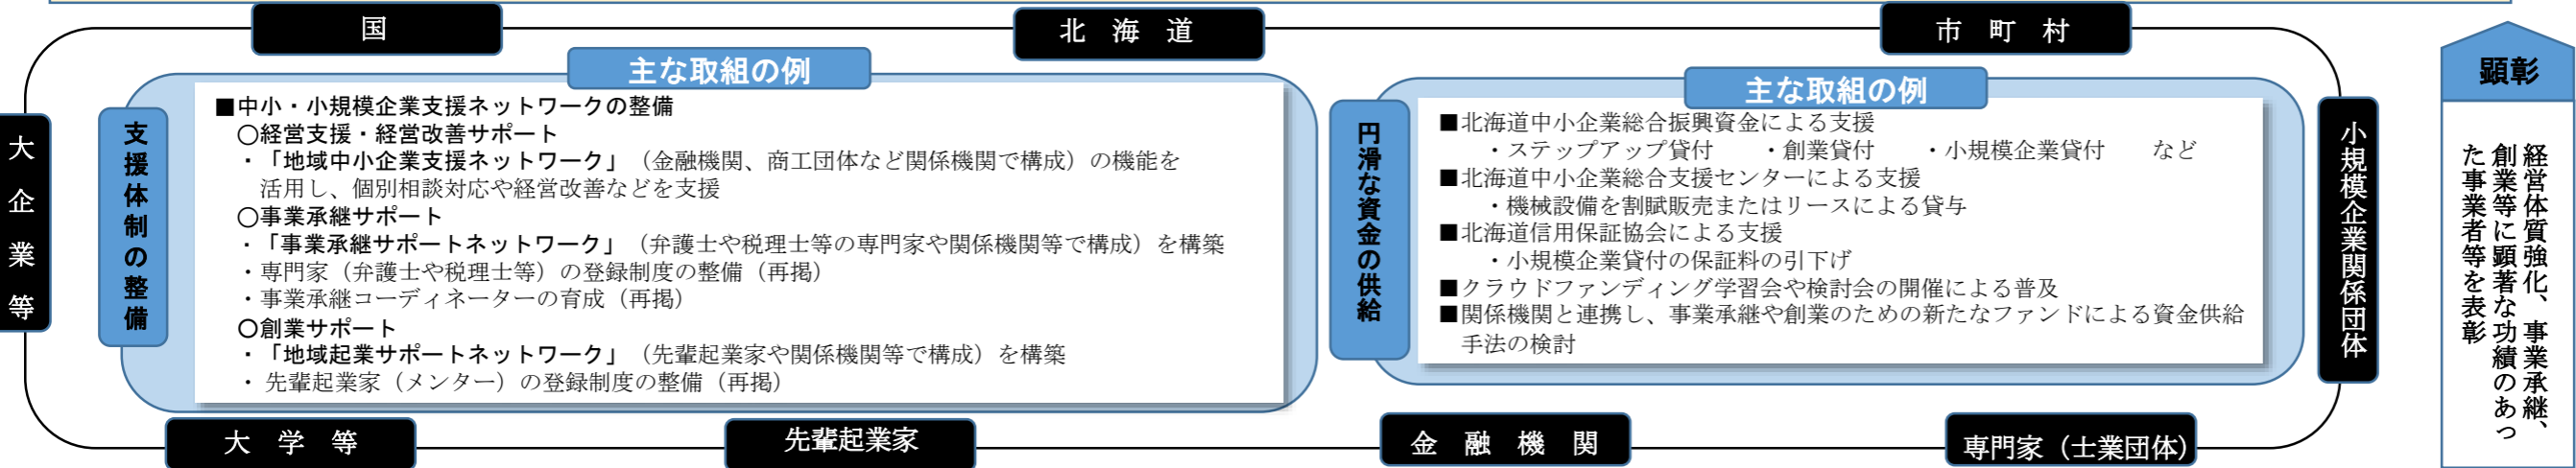 国
北 海 道
市 町 村
大企業等
支援体制の整備
主な取組の例
■中小・小規模企業支援ネットワークの整備
○経営支援・経営改善サポート
・「地域中小企業支援ネットワーク」（金融機関、商工団体など関係機関で構成）の機能を
活用し、個別相談対応や経営改善などを支援
○事業承継サポート
・「事業承継サポートネットワーク」（弁護士や税理士等の専門家や関係機関等で構成）を構築
・専門家（弁護士や税理士等）の登録制度の整備（再掲）
・事業承継コーディネーターの育成（再掲）
○創業サポート
・「地域起業サポートネットワーク」（先輩起業家や関係機関等で構成）を構築
・ 先輩起業家（メンター）の登録制度の整備（再掲）
円滑な資金の供給
主な取組の例
■北海道中小企業総合振興資金による支援
・ステップアップ貸付　・創業貸付　・小規模企業貸付　など
■北海道中小企業総合支援センターによる支援
・機械設備を割賦販売またはリースによる貸与
■北海道信用保証協会による支援
・小規模企業貸付の保証料の引下げ
■クラウドファンディング学習会や検討会の開催による普及
■関係機関と連携し、事業承継や創業のための新たなファンドによる資金供給
手法の検討
小規模企業関係団体
顕彰
経営体質強化、事業承継、
創業等に顕著な功績のあっ
た事業者等を表彰
大 学 等
先輩起業家
金 融 機 関
専門家（士業団体）